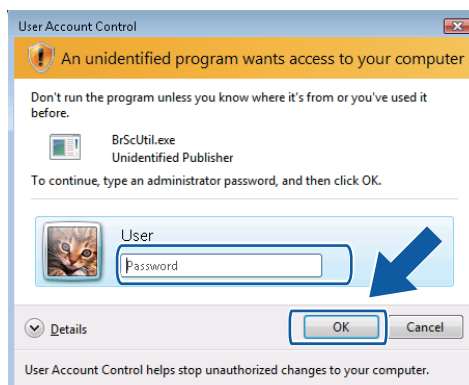 User Account Control
An unidentified program wants access to your computer
Don't run the program unless you know where it's from or you've used it
before.
BrScUtil.exe
Unidentified Publisher
To continue, type an administrator password, and then click OK.
User
Password
Details
OK
Cancel
User Account Control helps stop unauthorized changes to your computer.